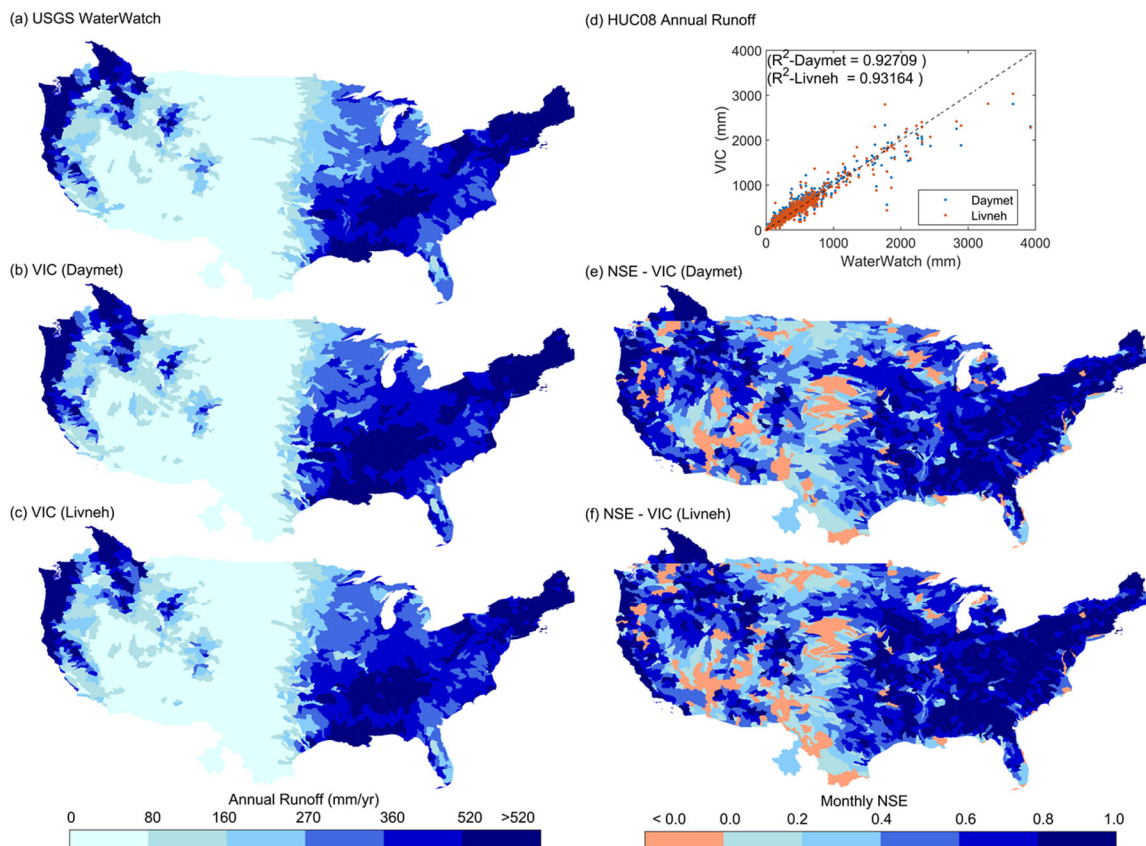 (a) USGS WaterWatch
(b) VIC (Daymet)
(c) VIC (Livneh)
Annual Runoff (mm/yr)
0 80 160 270 360 520 >520
(d) HUC08 Annual Runoff
(R²-Daymet = 0.92709 )
(R²-Livneh = 0.93164 )
4000
3000
2000
1000
0
VIC (mm)
Daymet
Livneh
0 1000 2000 3000 4000
WaterWatch (mm)
(e) NSE - VIC (Daymet)
(f) NSE - VIC (Livneh)
Monthly NSE
< 0.0 0.0 0.2 0.4 0.6 0.8 1.0